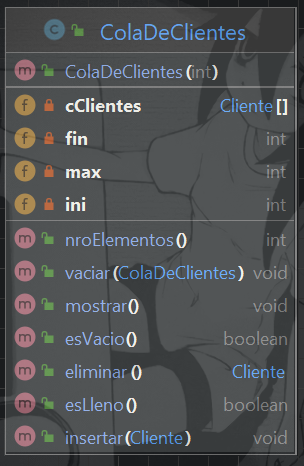 ColaDeClientes
ColaDeClientes(int)
cClientes Cliente[]
fin int
max int
ini int
nroElementos() int
vaciar(ColaDeClientes) void
mostrar() void
esVacio() boolean
eliminar () Cliente
esLleno() boolean
insertar(Cliente) void